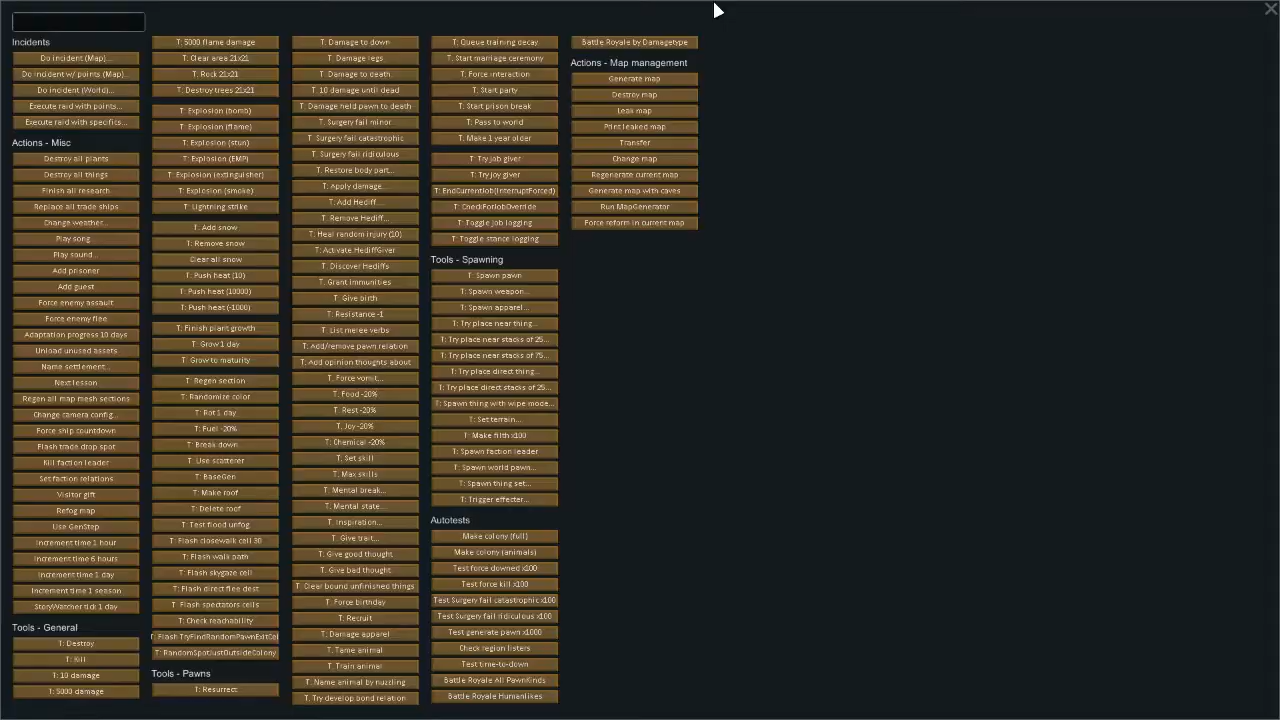 Incidents
Do incident (Map)...
Do incident w/ points (Map)...
Do incident (World)...
Execute raid with points...
Execute raid with specifics...
Actions - Misc
Destroy all plants
Destroy all things
Finish all research
Replace all trade ships
Change weather...
Play song...
Play sound...
Add prisoner
Add guest
Force enemy assault
Force enemy flee
Adaptation progress 10 days
Unload unused assets
Name settlement...
Next lesson
Regen all map mesh sections
Change camera config...
Force ship countdown
Flash trade drop spot
Kill faction leader
Set faction relations
Visitor gift
Refog map
Use GenStep
Increment time 1 hour
Increment time 6 hours
Increment time 1 day
Increment time 1 season
StoryWatcher tick 1 day
Tools - General
T: Destroy
T: Kill
T: 10 damage
T: 5000 damage
T: 5000 flame damage
T: Clear area 21x21
T: Rock 21x21
T: Destroy trees 21x21
T: Explosion (bomb)
T: Explosion (flame)
T: Explosion (stun)
T: Explosion (EMP)
T: Explosion (extinguisher)
T: Explosion (smoke)
T: Lightning strike
T: Add snow
T: Remove snow
Clear all snow
T: Push heat (10)
T: Push heat (10000)
T: Push heat (-1000)
T: Finish plant growth
T: Grow 1 day
T: Grow to maturity
T: Regen section
T: Randomize color
T: Rot 1 day
T: Fuel -20%
T: Break down
T: Use scatterer
T: BaseGen
T: Make roof
T: Delete roof
T: Test flood unfog
T: Flash closewalk cell 30
T: Flash walk path
T: Flash skygaze cell
T: Flash direct flee dest
T: Flash spectators cells
T: Check reachability
Flash TryFindRandomPawnExitCel
T: RandomSpotJustOutsideColony
Tools - Pawns
T: Resurrect
T: Damage to down
T: Damage legs
T: Damage to death
T: 10 damage until dead
T: Damage held pawn to death
T: Surgery fail minor
T: Surgery fail catastrophic
T: Surgery fail ridiculous
T: Restore body part...
T: Apply damage...
T: Add Hediff...
T: Remove Hediff...
T: Heal random injury (10)
T: Activate HediffGiver
T: Discover Hediffs
T: Grant immunities
T: Give birth
T: Resistance -1
T: List melee verbs
T: Add/remove pawn relation
T: Add opinion thoughts about
T: Force vomit...
T: Food -20%
T: Rest -20%
T: Joy -20%
T: Chemical -20%
T: Set skill
T: Max skills
T: Mental break...
T: Mental state...
T: Inspiration...
T: Give trait...
T: Give good thought
T: Give bad thought
T: Clear bound unfinished things
T: Force birthday
T: Recruit
T: Damage apparel
T: Tame animal
T: Train animal
T: Name animal by nuzzling
T: Try develop bond relation
T: Queue training decay
T: Start marriage ceremony
T: Force interaction
T: Start party
T: Start prison break
T: Pass to world
T: Make 1 year older
T: Try job giver
T: Try joy giver
T: EndCurrentJob(InterruptForced)
T: CheckForJobOverride
T: Toggle job logging
T: Toggle stance logging
Tools - Spawning
T: Spawn pawn
T: Spawn weapon...
T: Spawn apparel...
T: Try place near thing...
T: Try place near stacks of 25...
T: Try place near stacks of 75...
T: Try place direct thing...
T: Try place direct stacks of 25...
T: Spawn thing with wipe mode...
T: Set terrain...
T: Make filth x100
T: Spawn faction leader
T: Spawn world pawn...
T: Spawn thing set...
T: Trigger effecter...
Autotests
Make colony (full)
Make colony (animals)
Test force downed x100
Test force kill x100
Test Surgery fail catastrophic x100
Test Surgery fail ridiculous x100
Test generate pawn x1000
Check region listers
Test time-to-down
Battle Royale All PawnKinds
Battle Royale Humanlikes
Battle Royale by Damagetype
Actions - Map management
Generate map
Destroy map
Leak map
Print leaked map
Transfer
Change map
Regenerate current map
Generate map with caves
Run MapGenerator
Force reform in current map